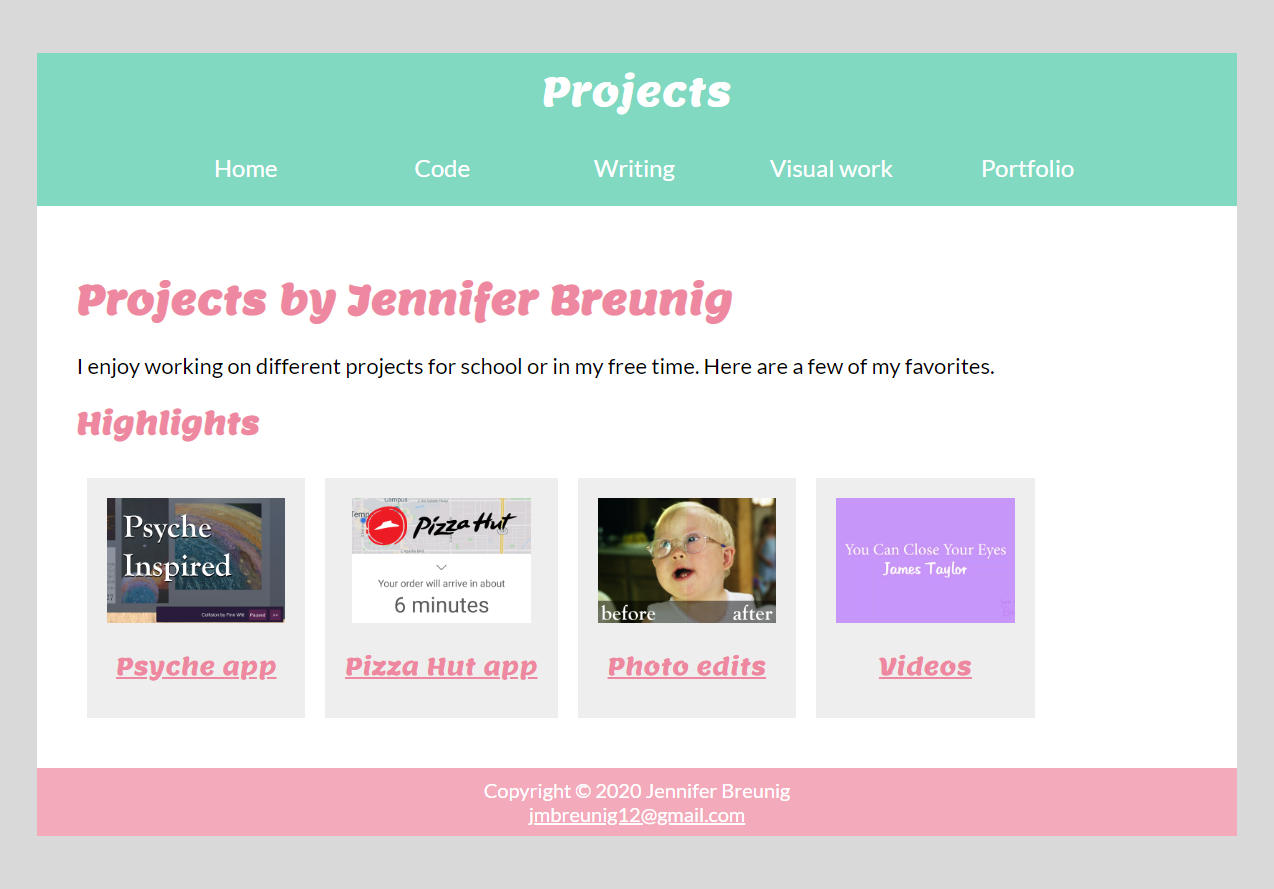 Projects
Home Code Writing Visual work Portfolio
Projects by Jennifer Breunig
I enjoy working on different projects for school or in my free time. Here are a few of my favorites.
Highlights
Psyche
Inspired
Paused
Psyche app
Campus
Pizza Hut
Your order will arrive in about
6 minutes
Pizza Hut app
before after
Photo edits
You Can Close Your Eyes
James Taylor
Videos
Copyright © 2020 Jennifer Breunig
jmbreunig12@gmail.com